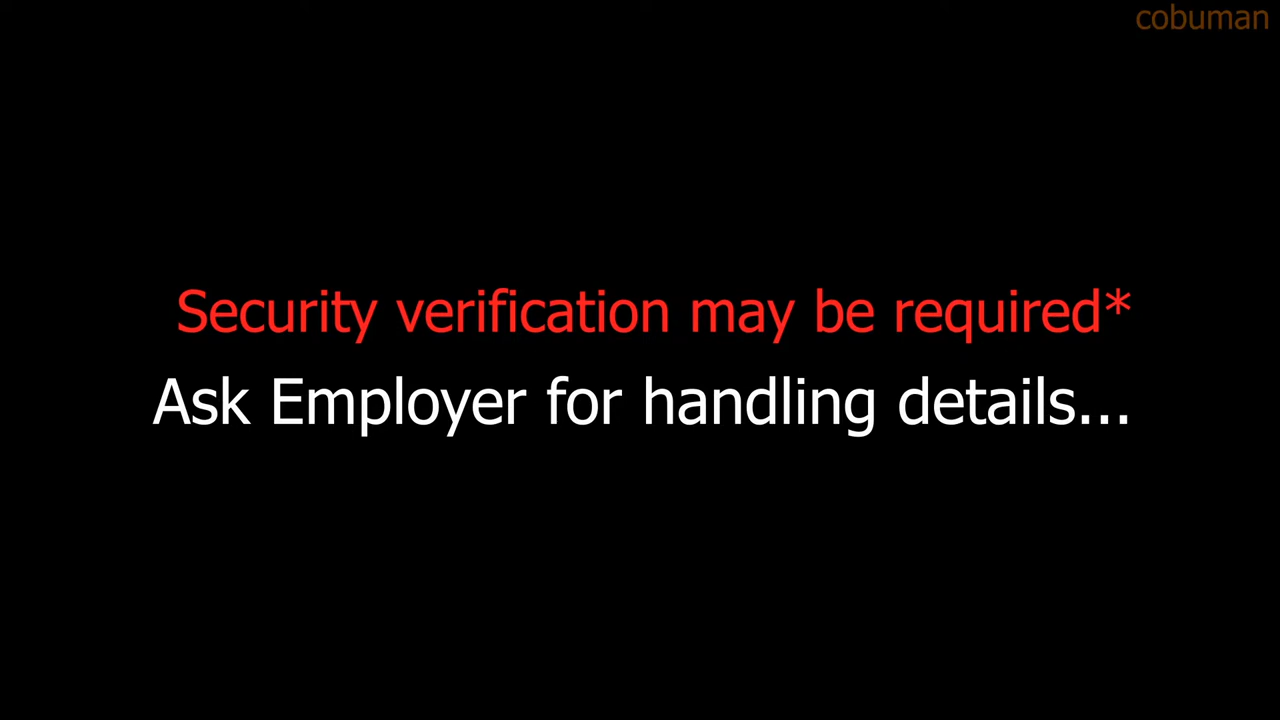 cobuman
Security verification may be required*
Ask Employer for handling details...